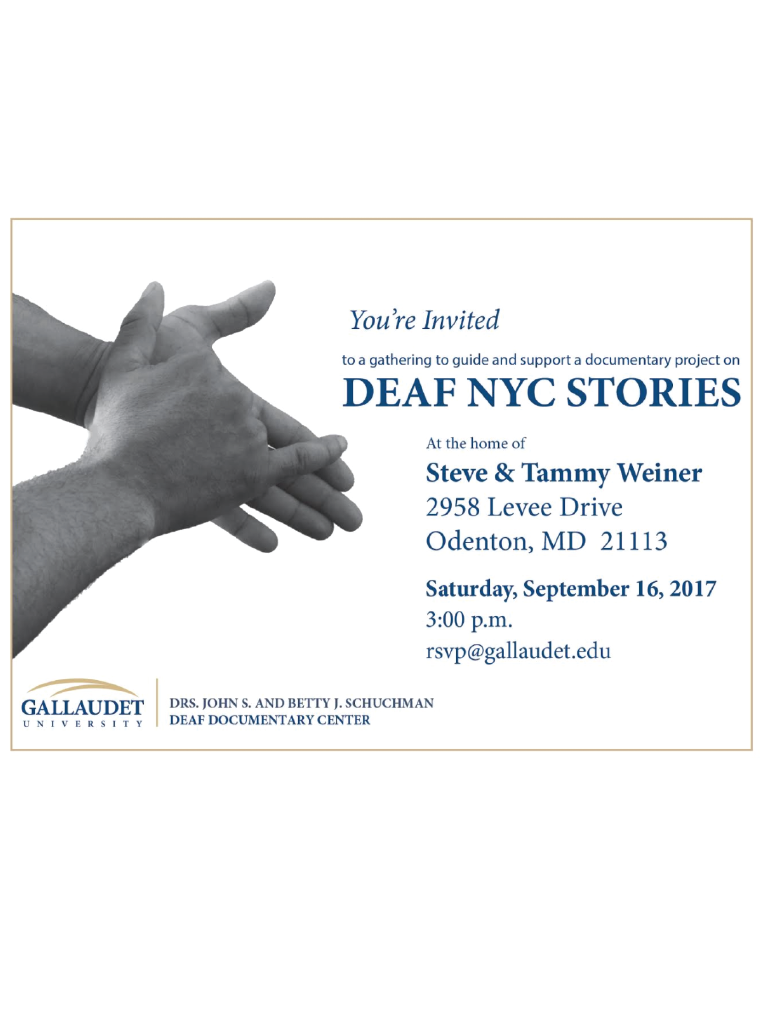 You're Invited
to a gathering to guide and support a documentary project on
DEAF NYC STORIES
At the home of
Steve & Tammy Weiner
2958 Levee Drive
Odenton, MD 21113
Saturday, September 16, 2017
3:00 p.m.
rsvp@gallaudet.edu
GALLAUDET
UNIVERSITY
DRS. JOHN S. AND BETTY J. SCHUCHMAN
DEAF DOCUMENTARY CENTER